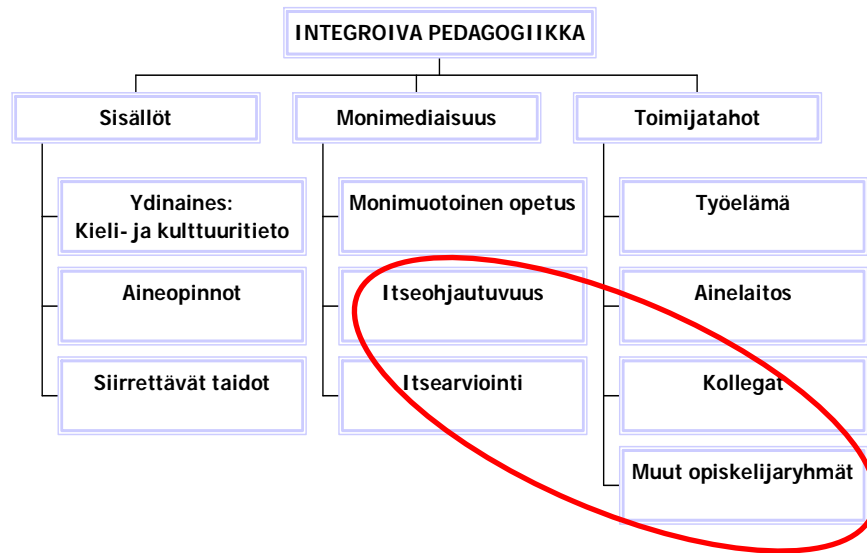 INTEGROIVA PEDAGOGIIKKA
Sisällöt
Monimediaisuus
Toimijatahot
Ydinaines:
Kieli- ja kulttuuritieto
Monimuotoinen opetus
Työelämä
Aineopinnot
Itseohjautuvuus
Ainelaitos
Siirrettävät taidot
Itsearviointi
Kollegat
Muut opiskelijaryhmät